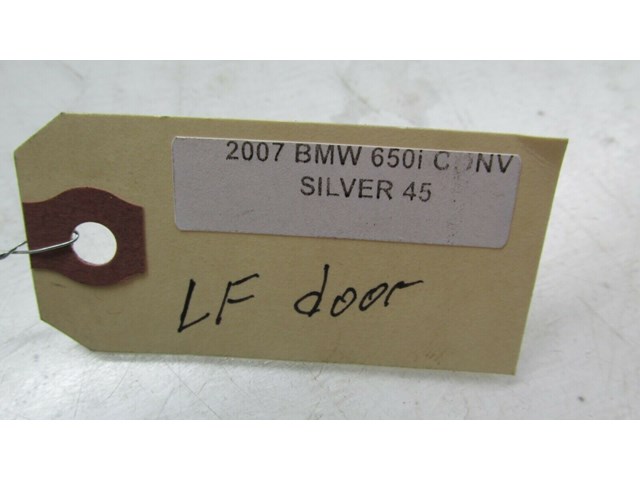 2007 BMW 650i CONV
SILVER 45
LF door